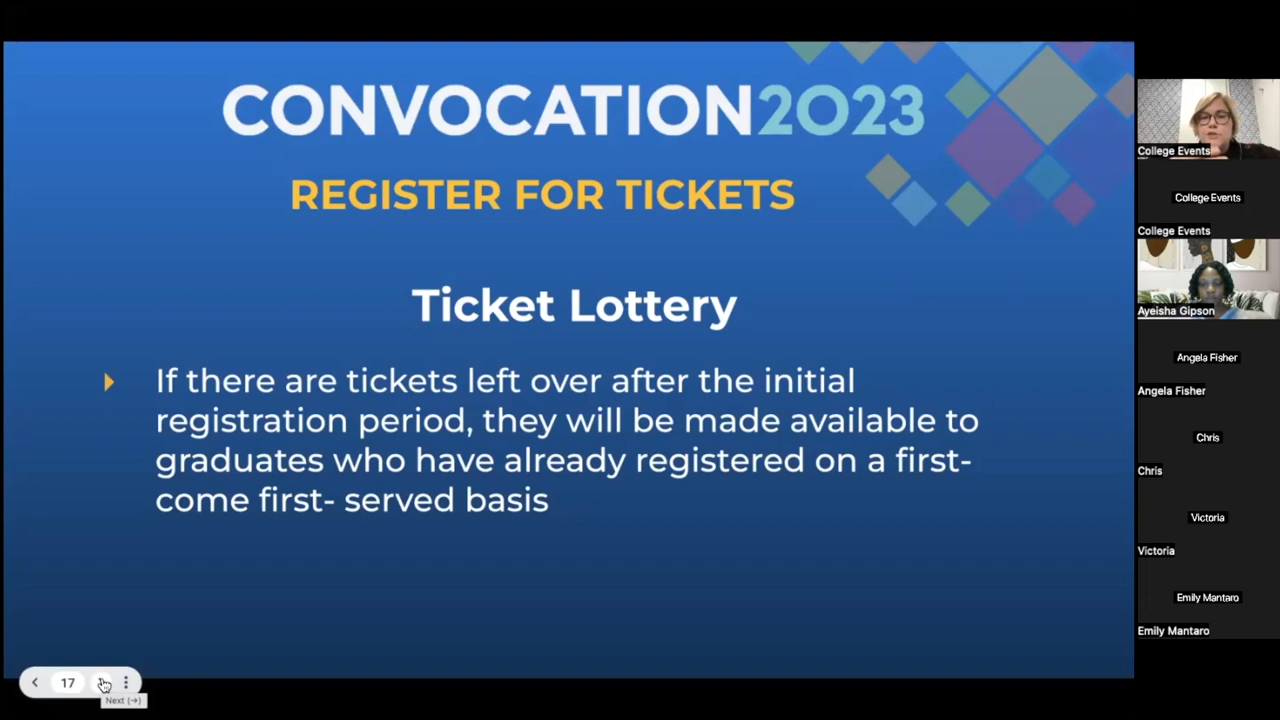 CONVOCATION2023
REGISTER FOR TICKETS
Ticket Lottery
If there are tickets left over after the initial
registration period, they will be made available to
graduates who have already registered on a first-
come first- served basis
17
Next (→)
College Events
College Events
College Events
Ayeisha Gipson
Angela Fisher
Angela Fisher
Chris
Chris
Victoria
Victoria
Emily Mantaro
Emily Mantaro